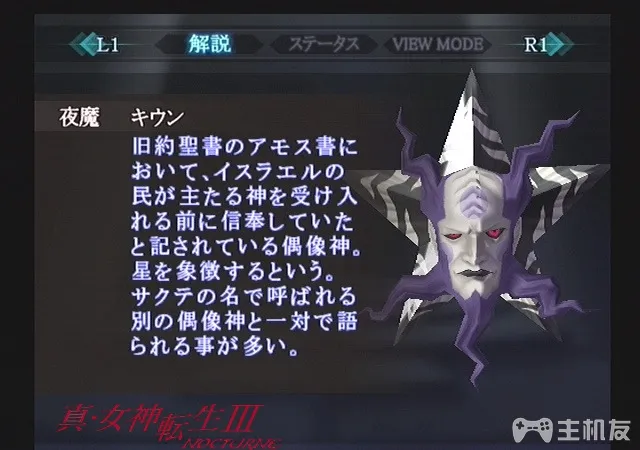 L1 解説 ステータス VIEW MODE R1
夜魔 キウン
旧約聖書のアモス書に
おいて、イスラエルの
民が主たる神を受け入
れる前に信奉していた
と記されている偶像神。
星を象徴するという。
サクテの名で呼ばれる
別の偶像神と一対で語
られる事が多い。
真・女神転生III
NOCTURNE
主机友